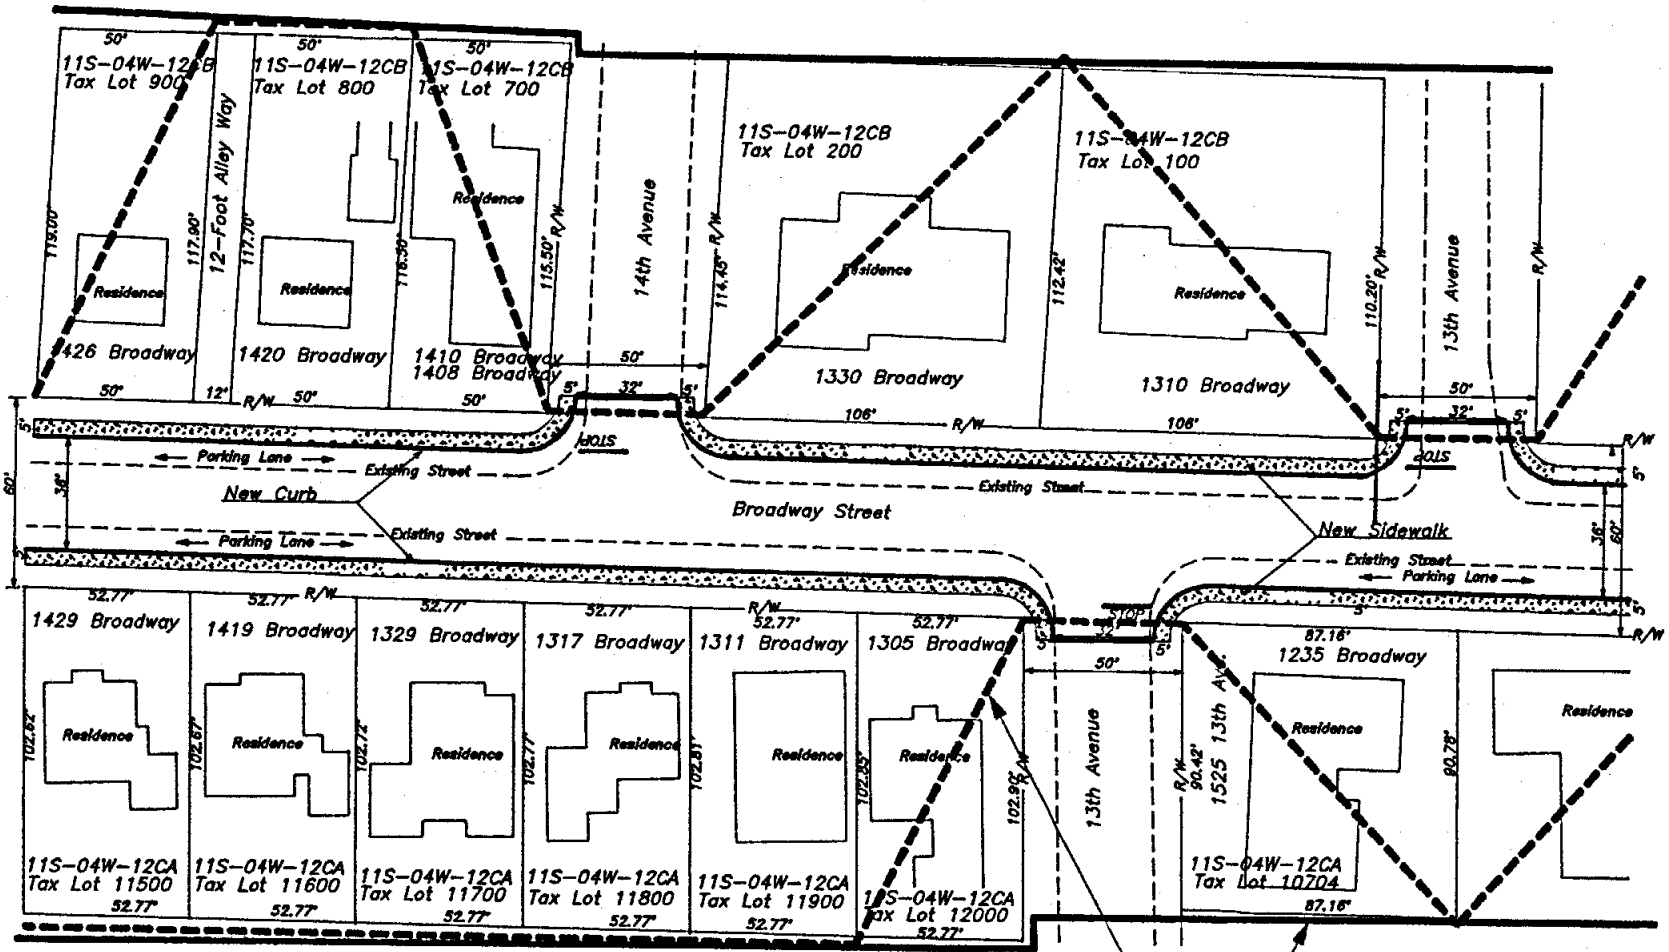 50'
11S-04W-12CB
Tax Lot 900
50'
11S-04W-12CB
Tax Lot 800
50'
11S-04W-12CB
Tax Lot 700
11S-04W-12CB
Tax Lot 200
11S-04W-12CB
Tax Lot 100
119.00'
117.90'
12-Foot Alley Way
117.70'
115.50'
R/W
14th Avenue
114.45'
R/W
112.42'
110.20'
R/W
13th Avenue
R/W
Residence
Residence
Residence
Residence
Residence
1426 Broadway
1420 Broadway
1410 Broadway
1408 Broadway
1330 Broadway
1310 Broadway
50'
12'
R/W
50'
50'
50'
5'
32'
5'
106'
R/W
106'
50'
5'
32'
5'
R/W
STOP
STOP
60'
5'
36'
Parking Lane
Existing Street
New Curb
Existing Street
Parking Lane
Existing Street
Broadway Street
New Sidewalk
Existing Street
Parking Lane
5'
36'
60'
5'
R/W
5'
52.77'
52.77'
R/W
52.77'
52.77'
R/W
52.77'
52.77'
STOP
5'
32'
5'
50'
87.16'
5'
1429 Broadway
1419 Broadway
1329 Broadway
1317 Broadway
1311 Broadway
1305 Broadway
1235 Broadway
102.62'
102.67'
102.72'
102.77'
102.81'
102.85'
102.90'
R/W
13th Avenue
R/W
90.42'
1525 13th Ave.
90.78'
Residence
Residence
Residence
Residence
Residence
Residence
Residence
Residence
11S-04W-12CA
Tax Lot 11500
52.77'
11S-04W-12CA
Tax Lot 11600
52.77'
11S-04W-12CA
Tax Lot 11700
52.77'
11S-04W-12CA
Tax Lot 11800
52.77'
11S-04W-12CA
Tax Lot 11900
52.77'
11S-04W-12CA
Tax Lot 12000
52.77'
11S-04W-12CA
Tax Lot 10704
87.16'